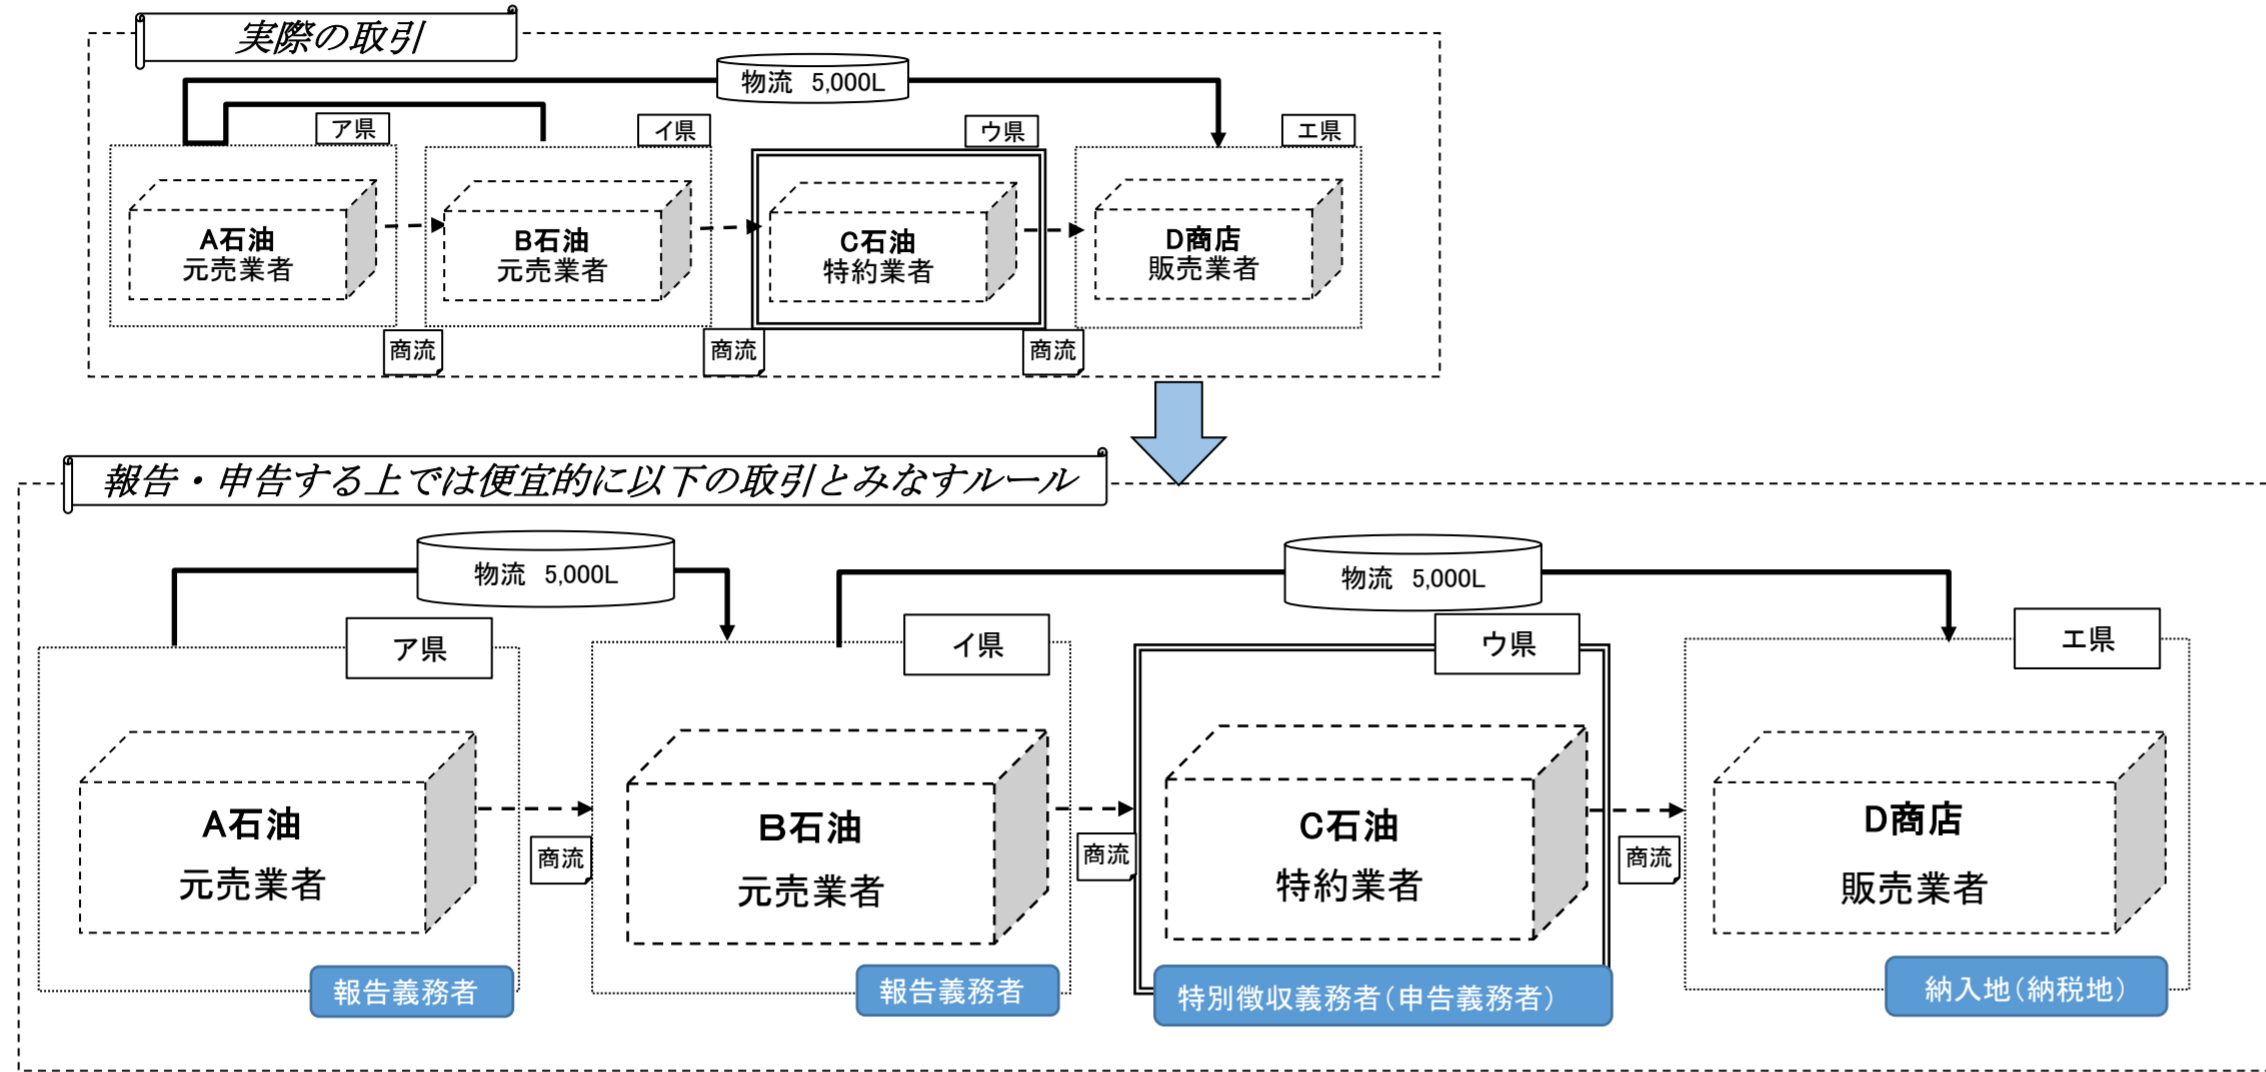 実際の取引
物流 5,000L
ア県
イ県
ウ県
エ県
A石油
元売業者
B石油
元売業者
C石油
特約業者
D商店
販売業者
商流
商流
商流
報告・申告する上では便宜的に以下の取引とみなすルール
物流 5,000L
物流 5,000L
ア県
イ県
ウ県
エ県
A石油
元売業者
B石油
元売業者
C石油
特約業者
D商店
販売業者
商流
商流
商流
報告義務者
報告義務者
特別徴収義務者(申告義務者)
納入地(納税地)